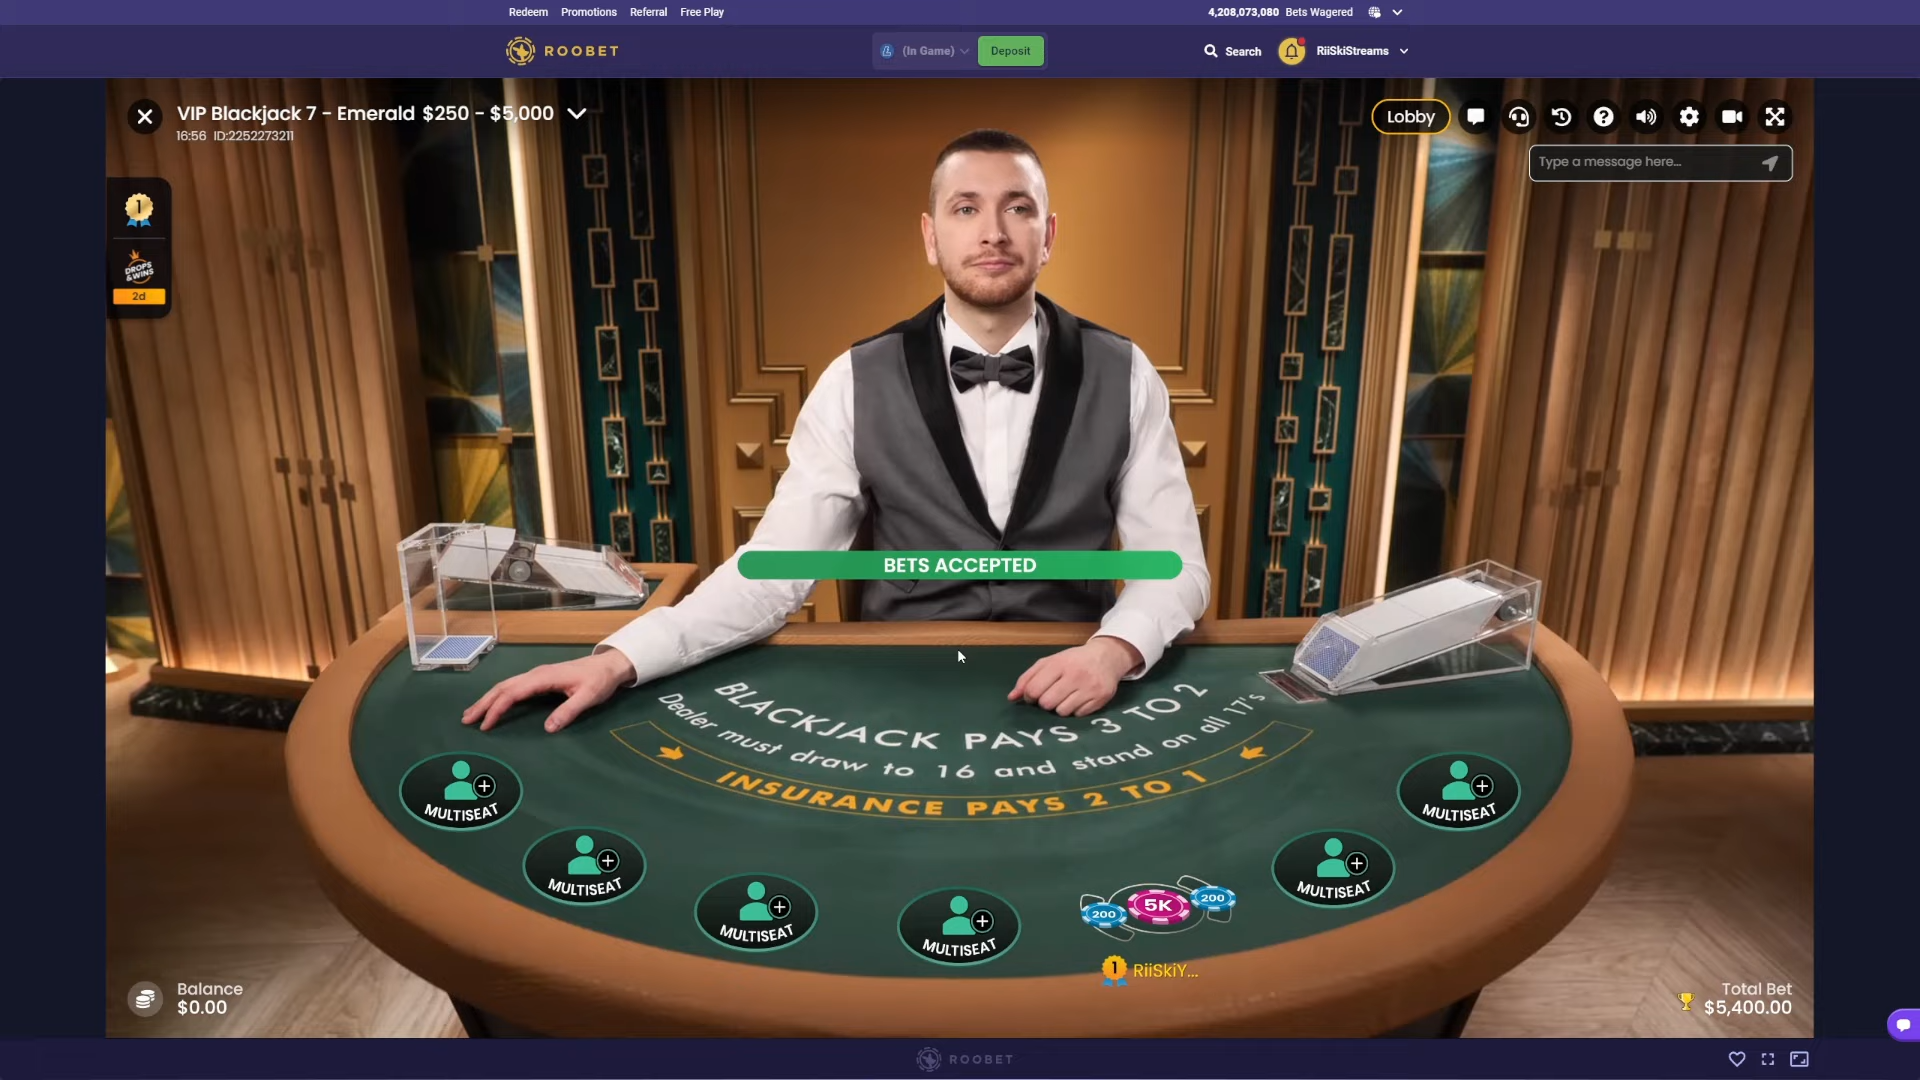 Redeem Promotions Referral Free Play
4,208,073,080 Bets Wagered
ROOBET
(In Game)
Deposit
Search
RiiSkiStreams
VIP Blackjack 7 - Emerald $250 - $5,000
16:56 ID:2252273211
Lobby
Type a message here...
1
DROPS
&WINS
2d
BETS ACCEPTED
BLACKJACK PAYS 3 TO 2
Dealer must draw to 16 and stand on all 17's
INSURANCE PAYS 2 TO 1
MULTISEAT
MULTISEAT
MULTISEAT
MULTISEAT
200
5K
200
MULTISEAT
MULTISEAT
1 RiiSkiY...
Balance
$0.00
Total Bet
$5,400.00
ROOBET